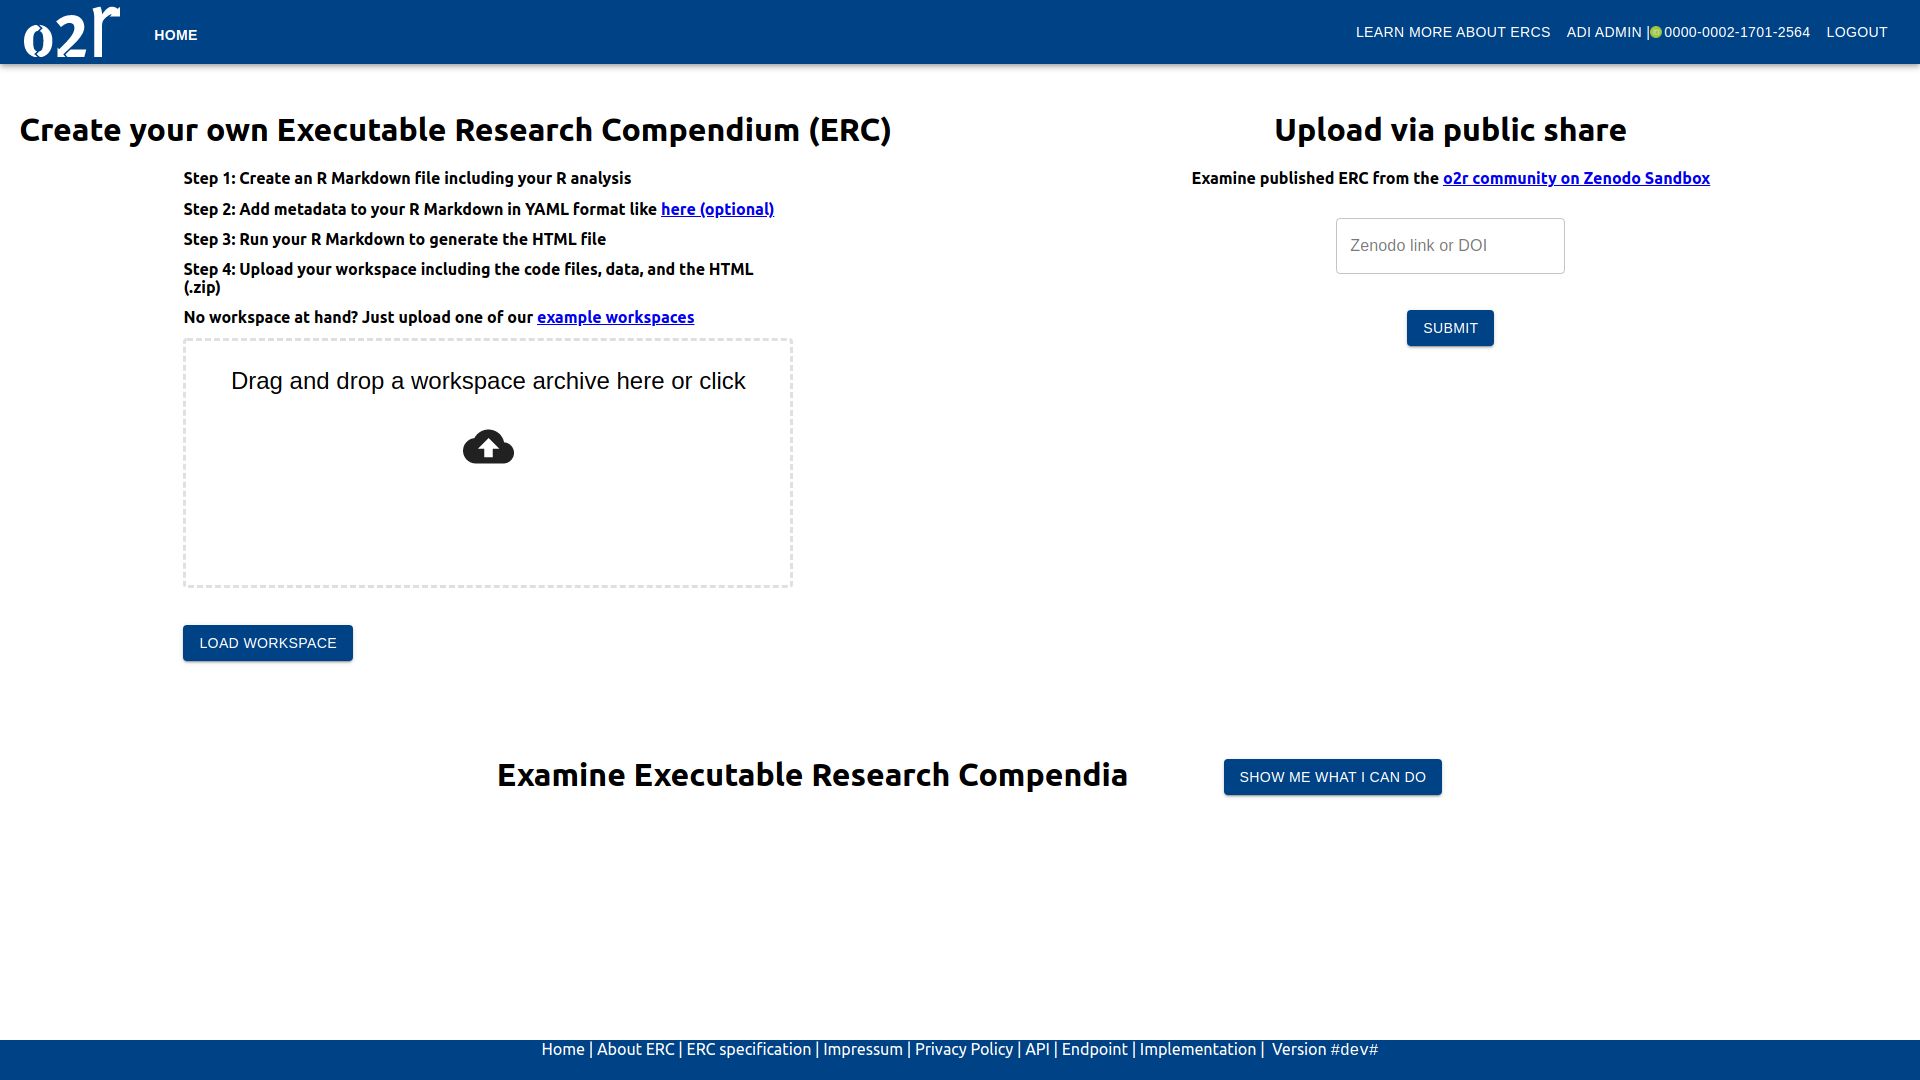 o2r
HOME
LEARN MORE ABOUT ERCS
ADI ADMIN | 0000-0002-1701-2564
LOGOUT
Create your own Executable Research Compendium (ERC)
Step 1: Create an R Markdown file including your R analysis
Step 2: Add metadata to your R Markdown in YAML format like here (optional)
Step 3: Run your R Markdown to generate the HTML file
Step 4: Upload your workspace including the code files, data, and the HTML
(.zip)
No workspace at hand? Just upload one of our example workspaces
Drag and drop a workspace archive here or click
LOAD WORKSPACE
Upload via public share
Examine published ERC from the o2r community on Zenodo Sandbox
Zenodo link or DOI
SUBMIT
Examine Executable Research Compendia
SHOW ME WHAT I CAN DO
Home | About ERC | ERC specification | Impressum | Privacy Policy | API | Endpoint | Implementation | Version #dev#